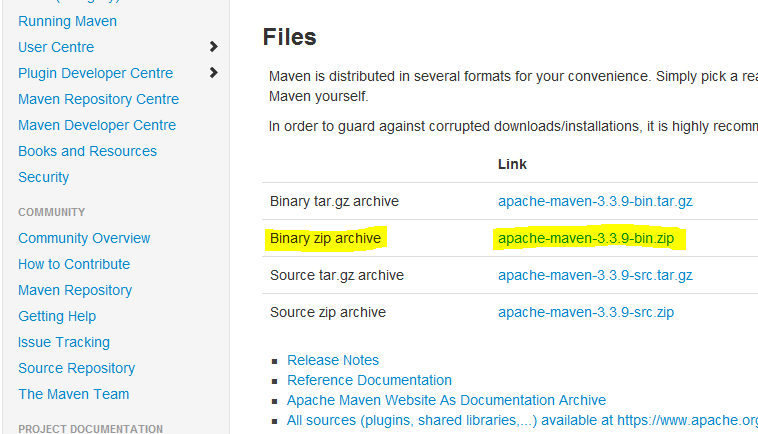 Running Maven
User Centre
Plugin Developer Centre
Maven Repository Centre
Maven Developer Centre
Books and Resources
Security
COMMUNITY
Community Overview
How to Contribute
Maven Repository
Getting Help
Issue Tracking
Source Repository
The Maven Team
PROJECT DOCUMENTATION
Files
Maven is distributed in several formats for your convenience. Simply pick a
Maven yourself.
In order to guard against corrupted downloads/installations, it is highly
Link
Binary tar.gz archive apache-maven-3.3.9-bin.tar.gz
Binary zip archive apache-maven-3.3.9-bin.zip
Source tar.gz archive apache-maven-3.3.9-src.tar.gz
Source zip archive apache-maven-3.3.9-src.zip
Release Notes
Reference Documentation
Apache Maven Website As Documentation Archive
All sources (plugins, shared libraries,...) available at https://www.apache.org